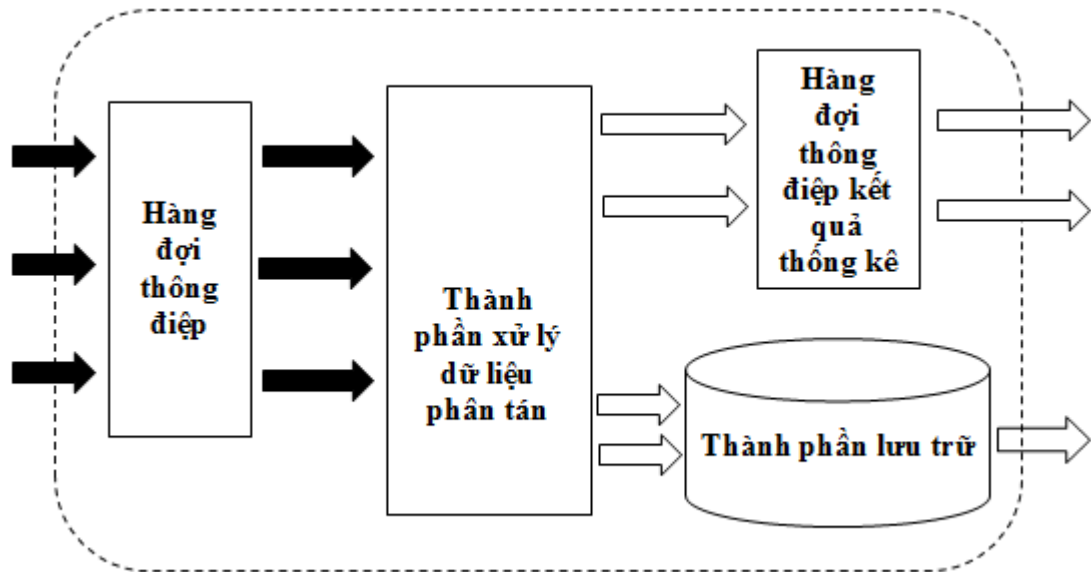 Hàng
đợi
thông
điệp
Thành
phần xử lý
dữ liệu
phân tán
Hàng
đợi
thông
điệp kết
quả
thống kê
Thành phần lưu trữ